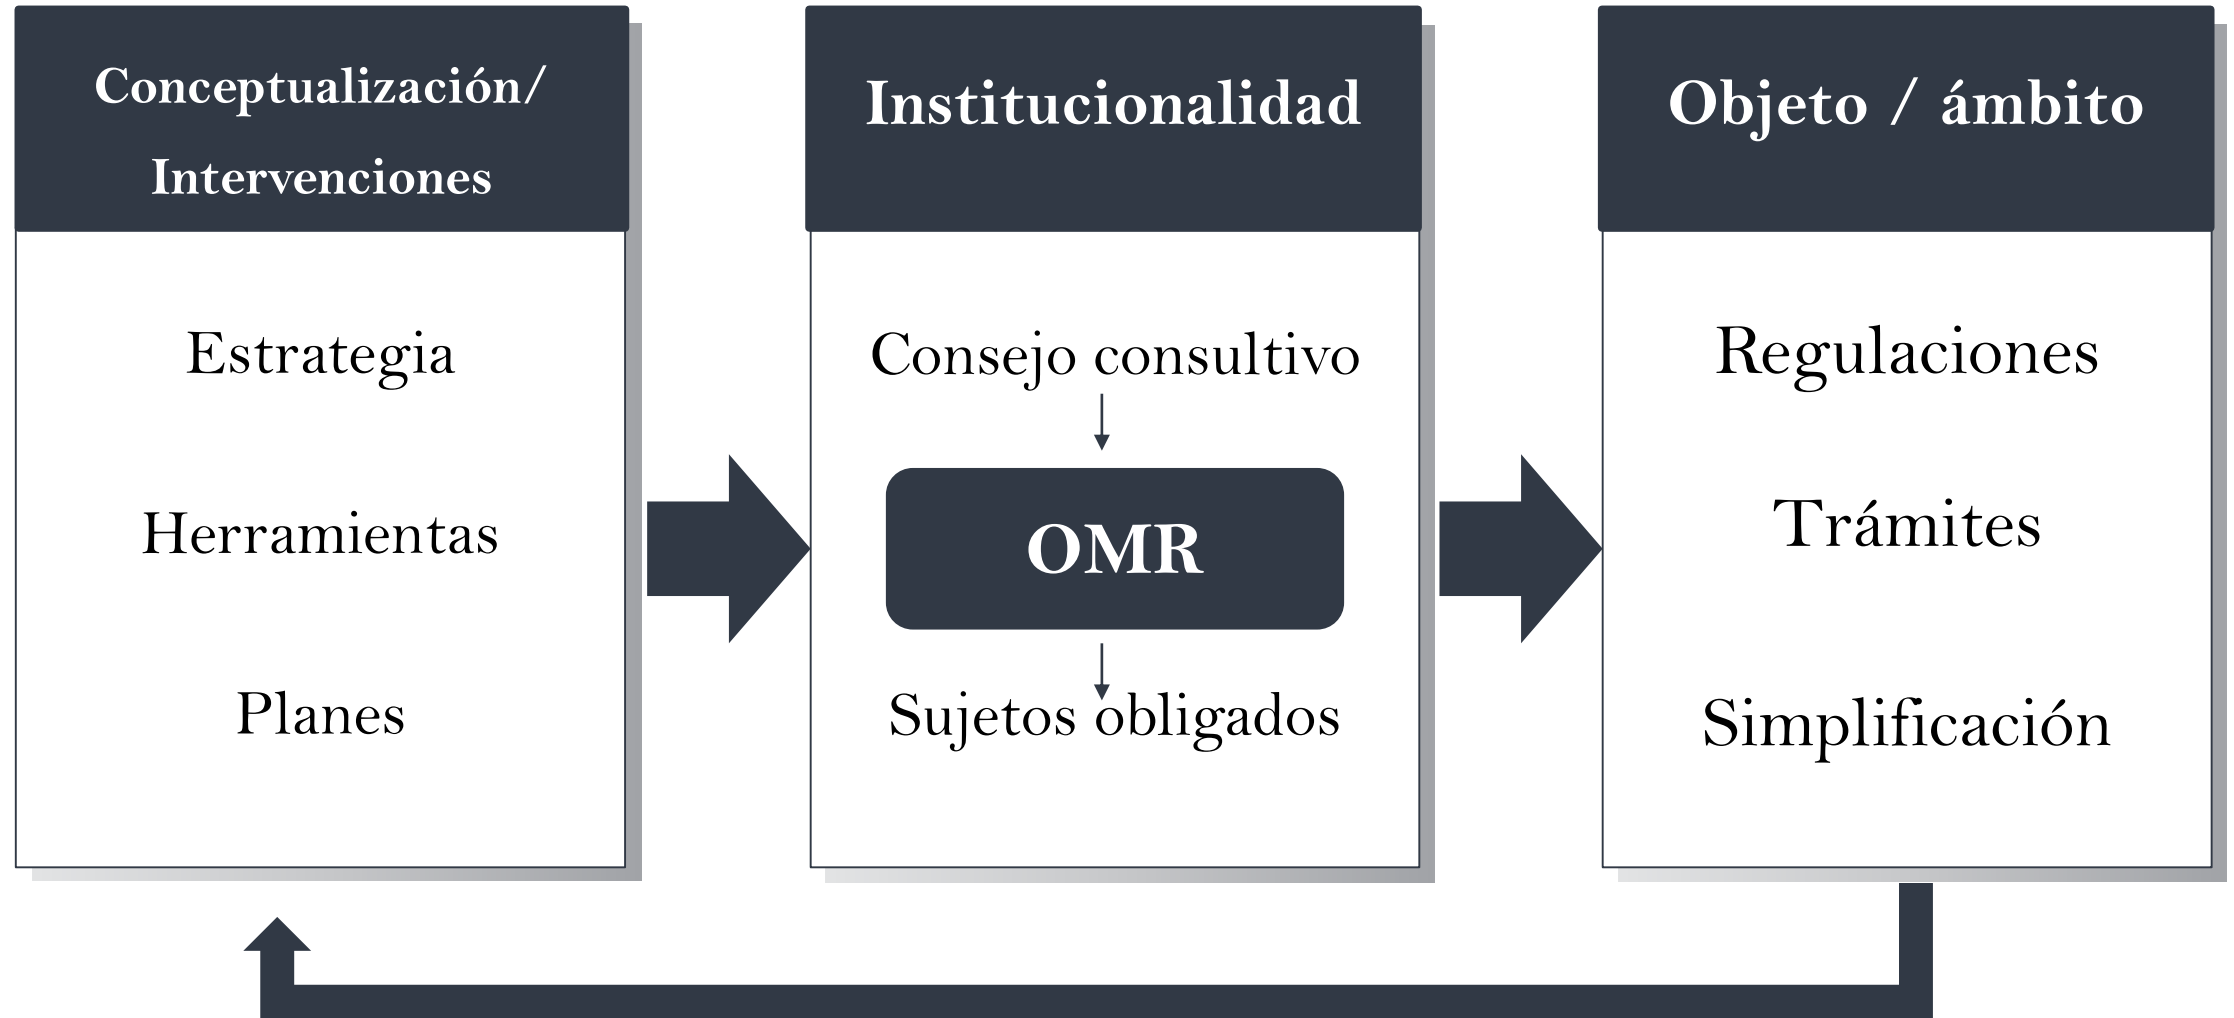 Conceptualización/
Intervenciones
Estrategia
Herramientas
Planes
Institucionalidad
Consejo consultivo
OMR
Sujetos obligados
Objeto / ámbito
Regulaciones
Trámites
Simplificación